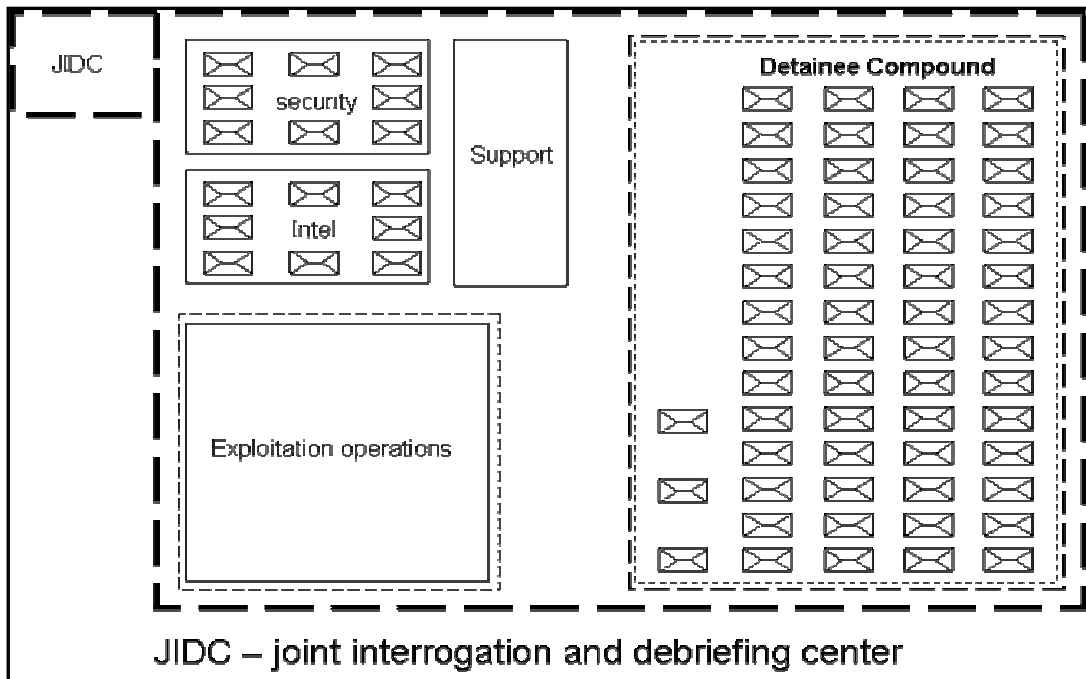 JIDC
security
Support
Intel
Exploitation operations
Detainee Compound
JIDC – joint interrogation and debriefing center